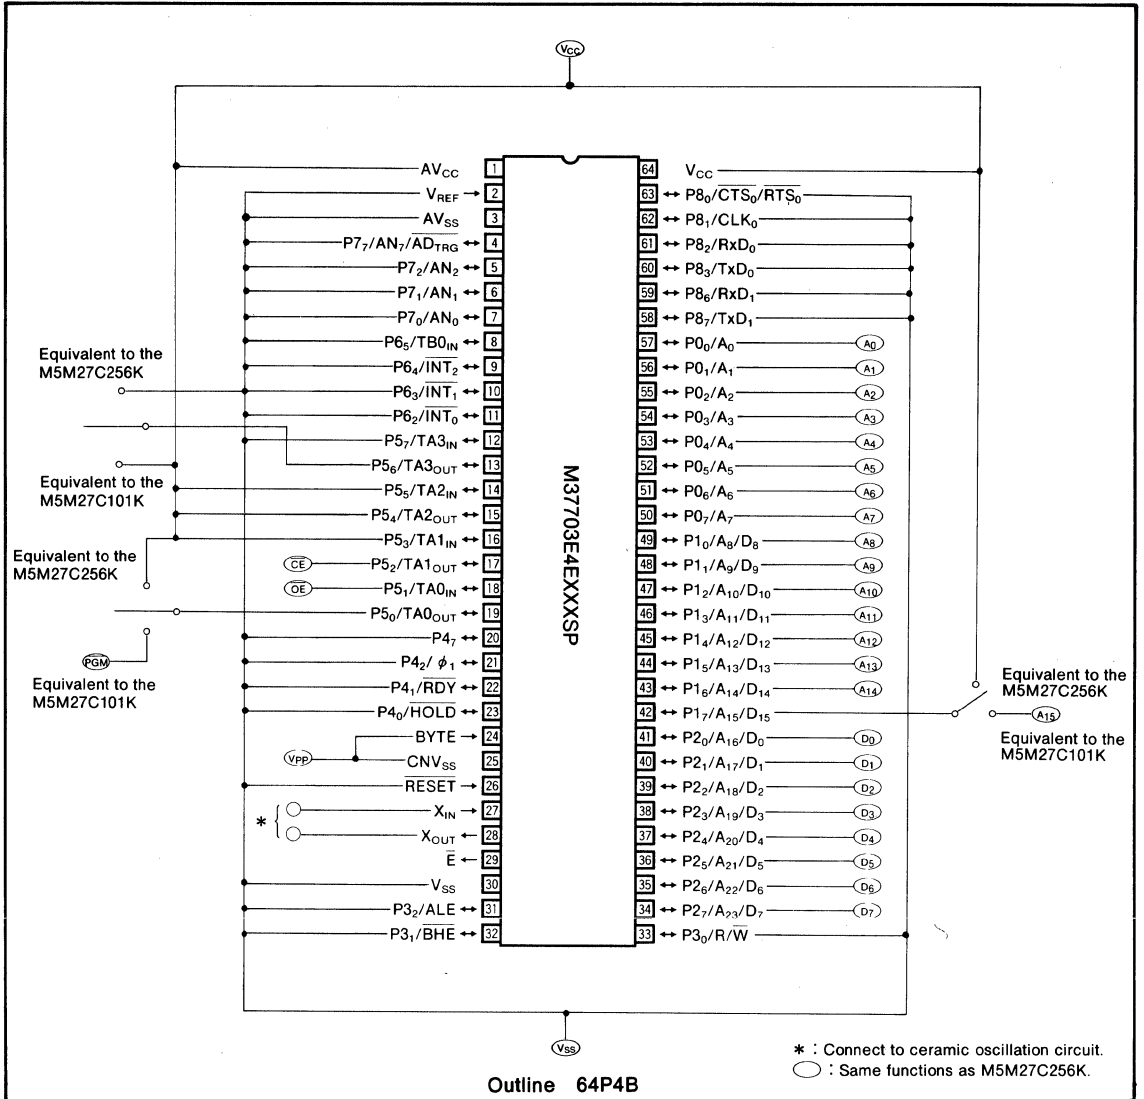 VCC
AVCC 1
VREF 2
AVSS 3
P77/AN7/ADTRG 4
P72/AN2 5
P71/AN1 6
P70/AN0 7
P65/TB0IN 8
P64/INT2 9
P63/INT1 10
P62/INT0 11
P57/TA3IN 12
P56/TA3OUT 13
P55/TA2IN 14
P54/TA2OUT 15
P53/TA1IN 16
CE P52/TA1OUT 17
OE P51/TA0IN 18
P50/TA0OUT 19
P47 20
P42/ϕ1 21
P41/RDY 22
P40/HOLD 23
BYTE 24
VPP CNVSS 25
RESET 26
XIN 27
* XOUT 28
E 29
VSS 30
P32/ALE 31
P31/BHE 32
Equivalent to the
M5M27C256K
Equivalent to the
M5M27C101K
Equivalent to the
M5M27C256K
PGM
Equivalent to the
M5M27C101K
M37703E4EXXXSP
64 VCC
63 P80/CTS0/RTS0
62 P81/CLK0
61 P82/RxD0
60 P83/TxD0
59 P86/RxD1
58 P87/TxD1
57 P00/A0 A0
56 P01/A1 A1
55 P02/A2 A2
54 P03/A3 A3
53 P04/A4 A4
52 P05/A5 A5
51 P06/A6 A6
50 P07/A7 A7
49 P10/A8/D8 A8
48 P11/A9/D9 A9
47 P12/A10/D10 A10
46 P13/A11/D11 A11
45 P14/A12/D12 A12
44 P15/A13/D13 A13
43 P16/A14/D14 A14
42 P17/A15/D15 A15
41 P20/A16/D0 D0
40 P21/A17/D1 D1
39 P22/A18/D2 D2
38 P23/A19/D3 D3
37 P24/A20/D4 D4
36 P25/A21/D5 D5
35 P26/A22/D6 D6
34 P27/A23/D7 D7
33 P30/R/W
Equivalent to the
M5M27C256K
Equivalent to the
M5M27C101K
VSS
* : Connect to ceramic oscillation circuit.
: Same functions as M5M27C256K.
Outline 64P4B